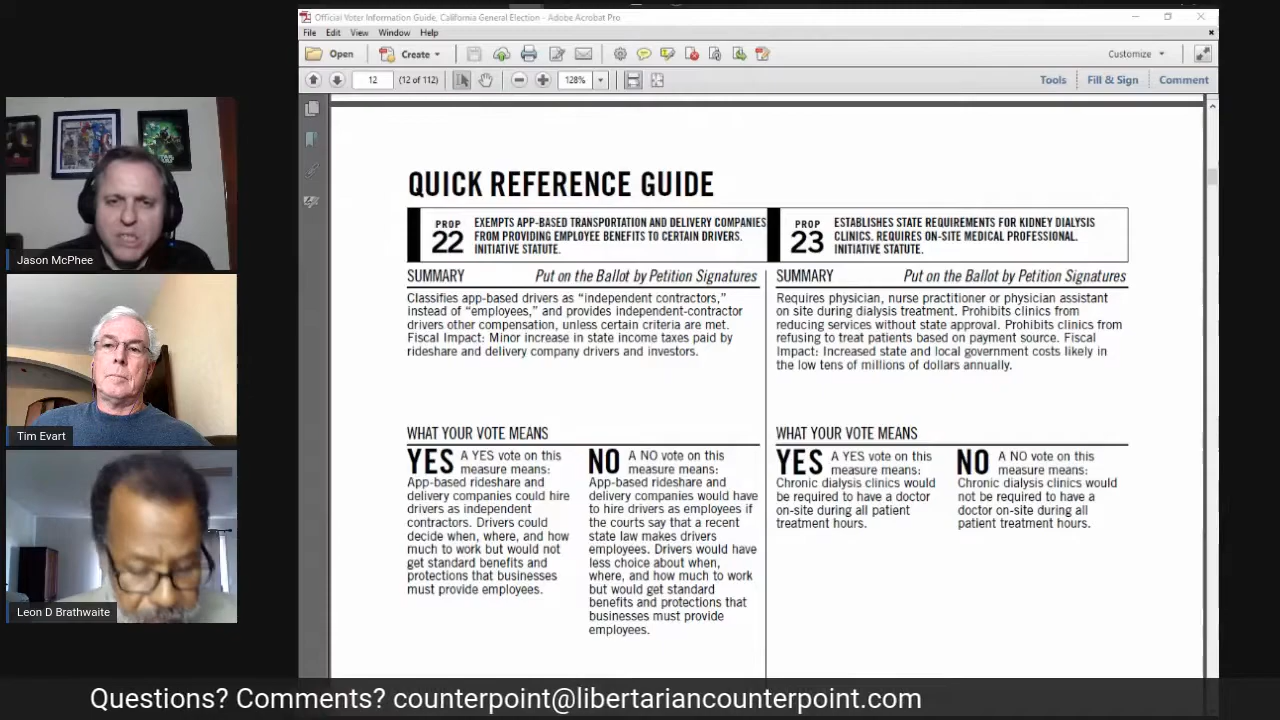 Official Voter Information Guide, California General Election - Adobe Acrobat Pro
File Edit View Window Help
Open Create Customize
12 (12 of 112) 128% Tools Fill & Sign Comment
QUICK REFERENCE GUIDE
PROP
22
EXEMPTS APP-BASED TRANSPORTATION AND DELIVERY COMPANIES
FROM PROVIDING EMPLOYEE BENEFITS TO CERTAIN DRIVERS.
INITIATIVE STATUTE.
SUMMARY Put on the Ballot by Petition Signatures
Classifies app-based drivers as “independent contractors,”
instead of “employees,” and provides independent-contractor
drivers other compensation, unless certain criteria are met.
Fiscal Impact: Minor increase in state income taxes paid by
rideshare and delivery company drivers and investors.
WHAT YOUR VOTE MEANS
YES A YES vote on this
measure means:
App-based rideshare and
delivery companies could hire
drivers as independent
contractors. Drivers could
decide when, where, and how
much to work but would not
get standard benefits and
protections that businesses
must provide employees.
NO A NO vote on this
measure means:
App-based rideshare and
delivery companies would have
to hire drivers as employees if
the courts say that a recent
state law makes drivers
employees. Drivers would have
less choice about when,
where, and how much to work
but would get standard
benefits and protections that
businesses must provide
employees.
PROP
23
ESTABLISHES STATE REQUIREMENTS FOR KIDNEY DIALYSIS
CLINICS. REQUIRES ON-SITE MEDICAL PROFESSIONAL.
INITIATIVE STATUTE.
SUMMARY Put on the Ballot by Petition Signatures
Requires physician, nurse practitioner or physician assistant
on site during dialysis treatment. Prohibits clinics from
reducing services without state approval. Prohibits clinics from
refusing to treat patients based on payment source. Fiscal
Impact: Increased state and local government costs likely in
the low tens of millions of dollars annually.
WHAT YOUR VOTE MEANS
YES A YES vote on this
measure means:
Chronic dialysis clinics would
be required to have a doctor
on-site during all patient
treatment hours.
NO A NO vote on this
measure means:
Chronic dialysis clinics would
not be required to have a
doctor on-site during all
patient treatment hours.
Jason McPhee
Tim Evart
Leon D Brathwaite
Questions? Comments? counterpoint@libertariancounterpoint.com